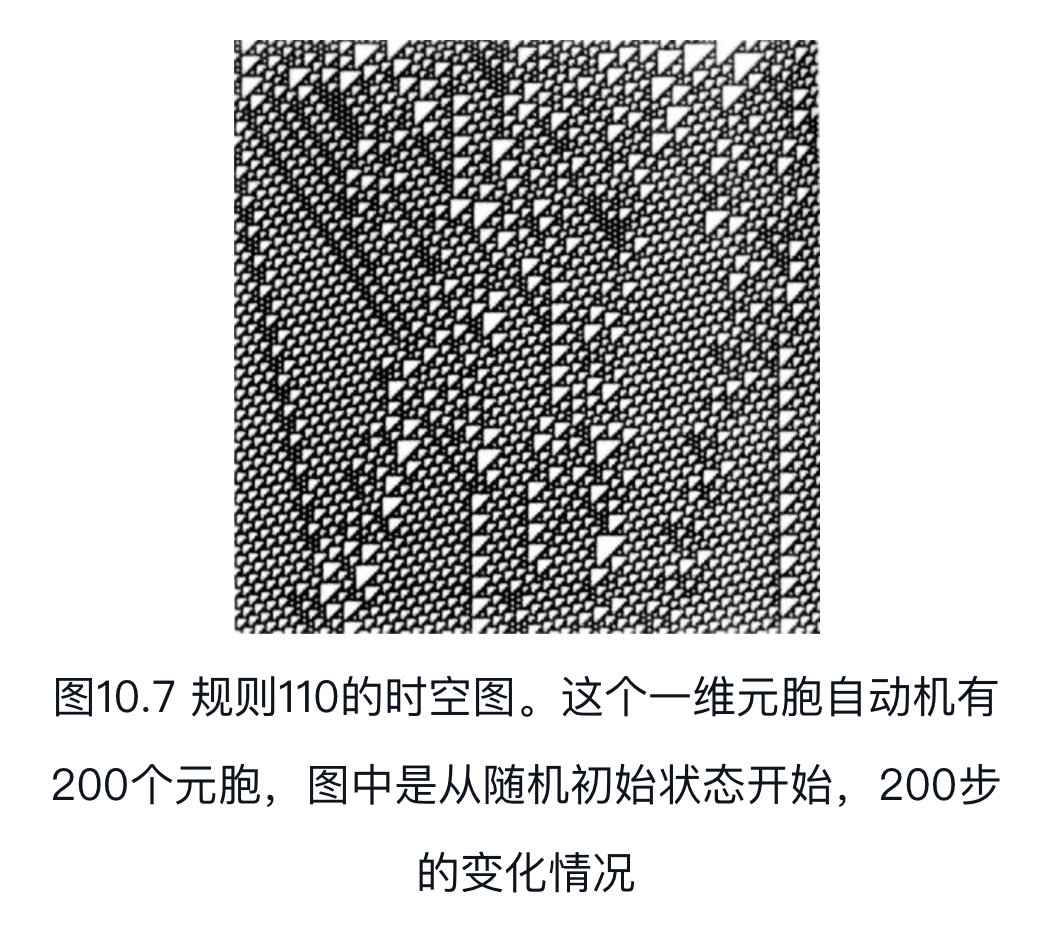 图10.7 规则110的时空图。这个一维元胞自动机有
200个元胞，图中是从随机初始状态开始，200步
的变化情况